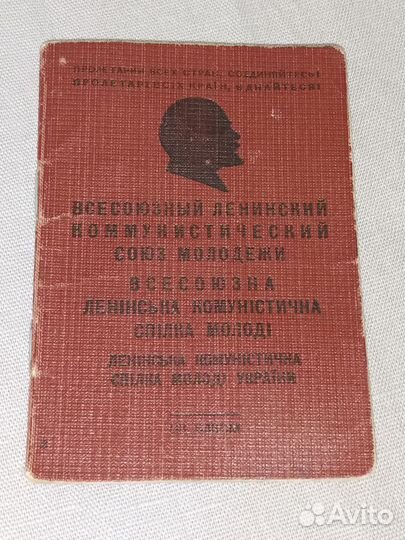 ПРОЛЕТАРИИ ВСЕХ СТРАН, СОЕДИНЯЙТЕСЬ!
ПРОЛЕТАРІ ВСІХ КРАЇН, ЄДНАЙТЕСЯ!
ВСЕСОЮЗНЫЙ ЛЕНИНСКИЙ
КОММУНИСТИЧЕСКИЙ
СОЮЗ МОЛОДЕЖИ
ВСЕСОЮЗНА
ЛЕНІНСЬКА КОМУНІСТИЧНА
СПІЛКА МОЛОДІ
ЛЕНІНСЬКА КОМУНІСТИЧНА
СПІЛКА МОЛОДІ УКРАЇНИ
Avito